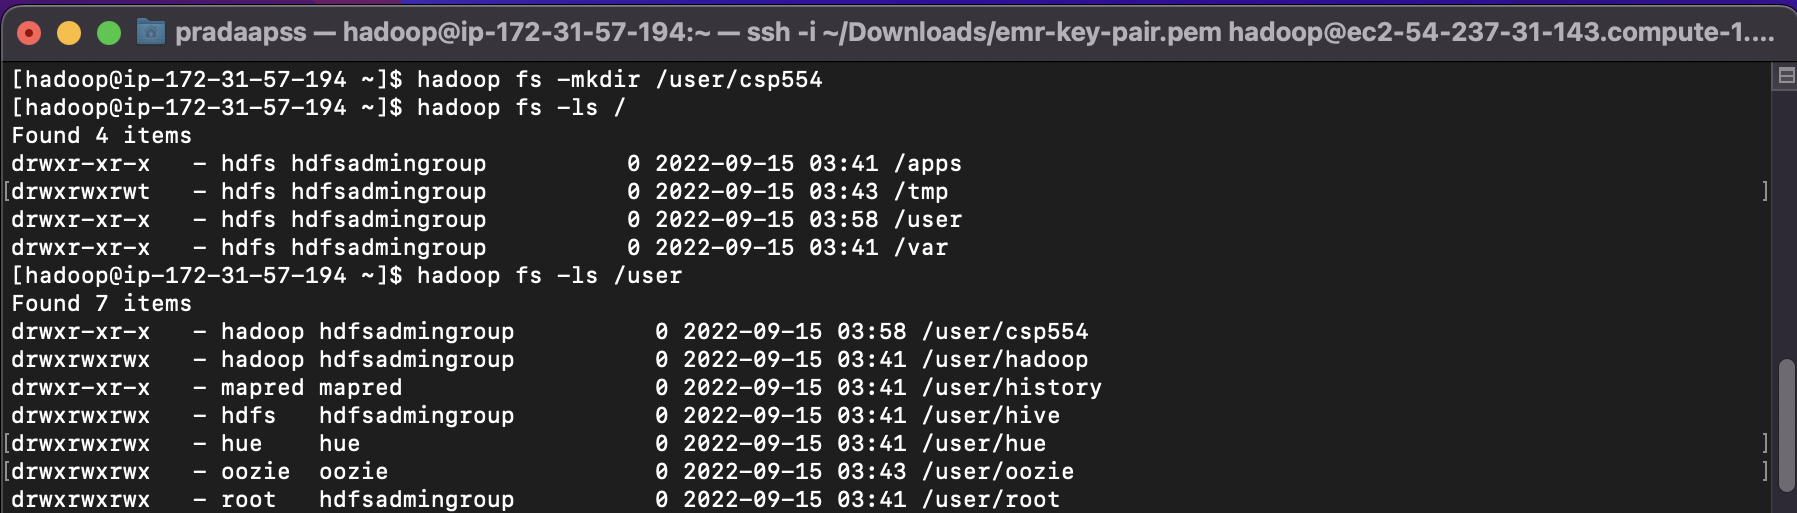 pradaapss — hadoop@ip-172-31-57-194:~ — ssh -i ~/Downloads/emr-key-pair.pem hadoop@ec2-54-237-31-143.compute-1....
[hadoop@ip-172-31-57-194 ~]$ hadoop fs -mkdir /user/csp554
[hadoop@ip-172-31-57-194 ~]$ hadoop fs -ls /
Found 4 items
drwxr-xr-x   - hdfs hdfsadmingroup          0 2022-09-15 03:41 /apps
[drwxrwxrwt   - hdfs hdfsadmingroup          0 2022-09-15 03:43 /tmp ]
drwxr-xr-x   - hdfs hdfsadmingroup          0 2022-09-15 03:58 /user
drwxr-xr-x   - hdfs hdfsadmingroup          0 2022-09-15 03:41 /var
[hadoop@ip-172-31-57-194 ~]$ hadoop fs -ls /user
Found 7 items
drwxr-xr-x   - hadoop hdfsadmingroup          0 2022-09-15 03:58 /user/csp554
drwxrwxrwx   - hadoop hdfsadmingroup          0 2022-09-15 03:41 /user/hadoop
drwxr-xr-x   - mapred mapred                  0 2022-09-15 03:41 /user/history
drwxrwxrwx   - hdfs   hdfsadmingroup          0 2022-09-15 03:41 /user/hive
[drwxrwxrwx   - hue    hue                     0 2022-09-15 03:41 /user/hue ]
[drwxrwxrwx   - oozie  oozie                   0 2022-09-15 03:43 /user/oozie ]
drwxrwxrwx   - root   hdfsadmingroup          0 2022-09-15 03:41 /user/root